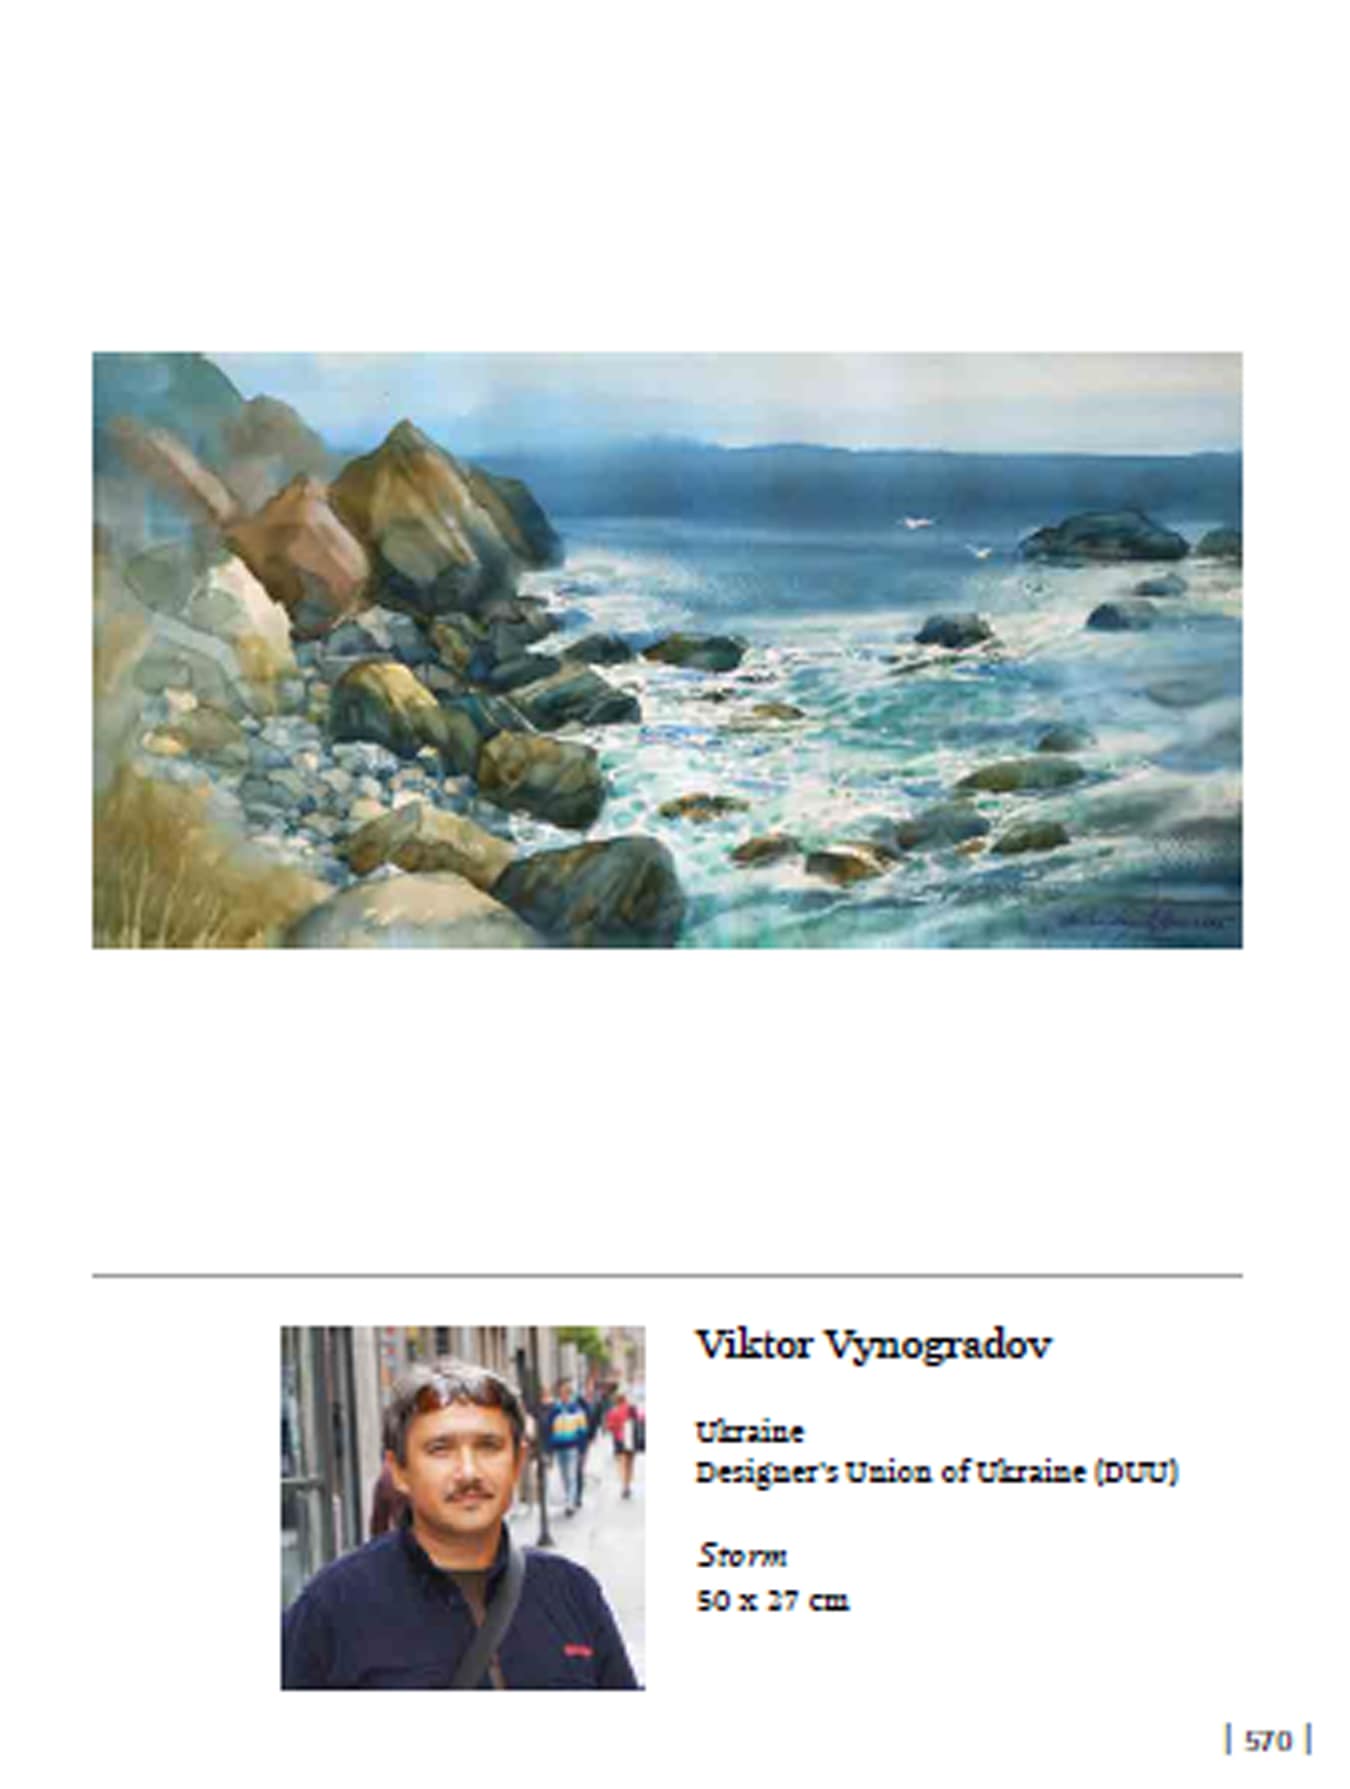 Viktor Vynogradov
Ukraine
Designer's Union of Ukraine (DUU)
Storm
50 x 27 cm
| 570 |